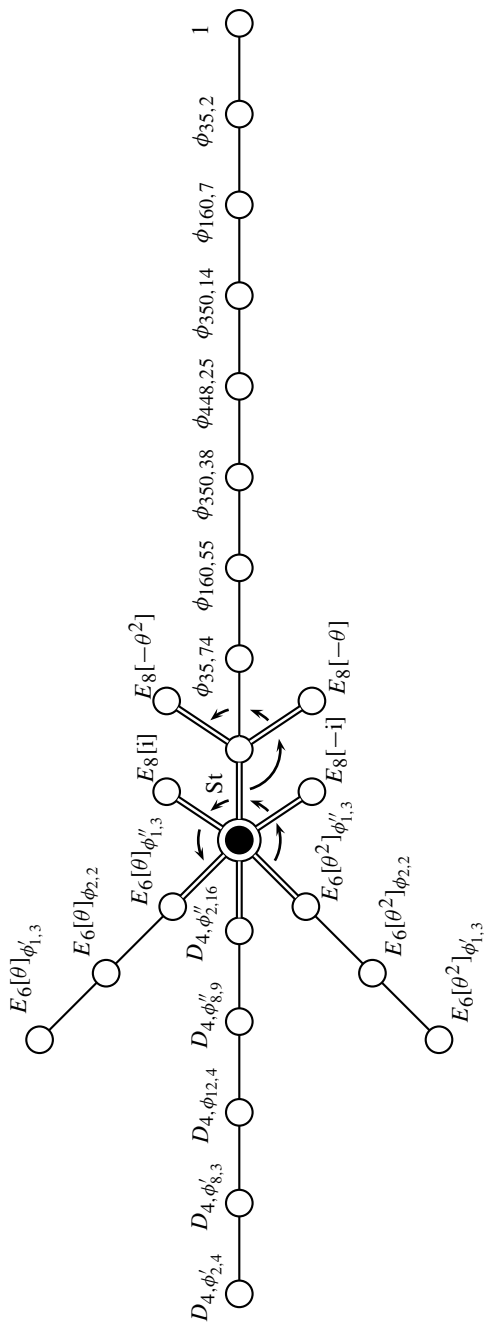 1
ϕ35,2
ϕ160,7
ϕ350,14
ϕ448,25
ϕ350,38
ϕ160,55
ϕ35,74
E8[−θ²]
E8[−θ]
St
E8[i]
E8[−i]
E6[θ]ϕ″1,3
E6[θ]ϕ2,2
E6[θ]ϕ′1,3
E6[θ²]ϕ″1,3
E6[θ²]ϕ2,2
E6[θ²]ϕ′1,3
D4,ϕ″2,16
D4,ϕ″8,9
D4,ϕ12,4
D4,ϕ′8,3
D4,ϕ′2,4